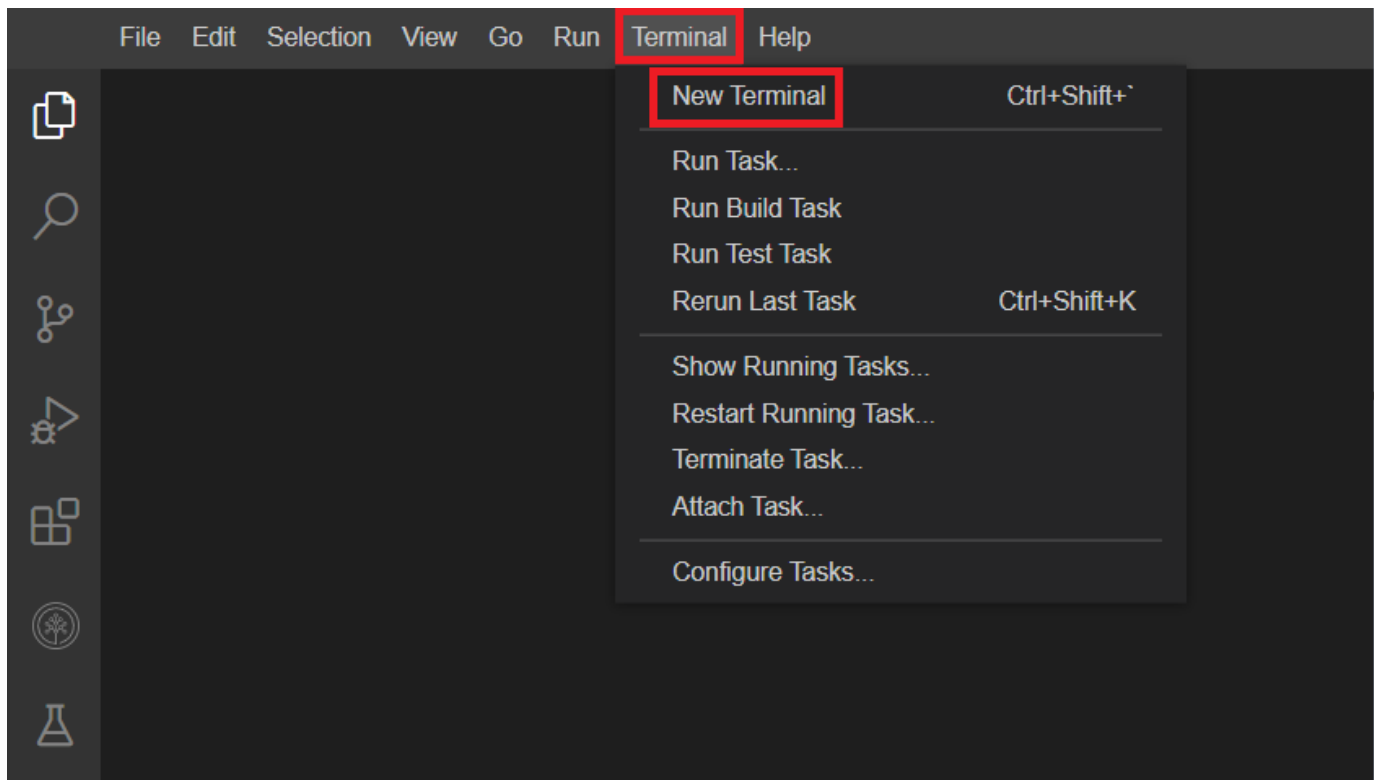 File Edit Selection View Go Run Terminal Help
New Terminal Ctrl+Shift+`
Run Task...
Run Build Task
Run Test Task
Rerun Last Task Ctrl+Shift+K
Show Running Tasks...
Restart Running Task...
Terminate Task...
Attach Task...
Configure Tasks...